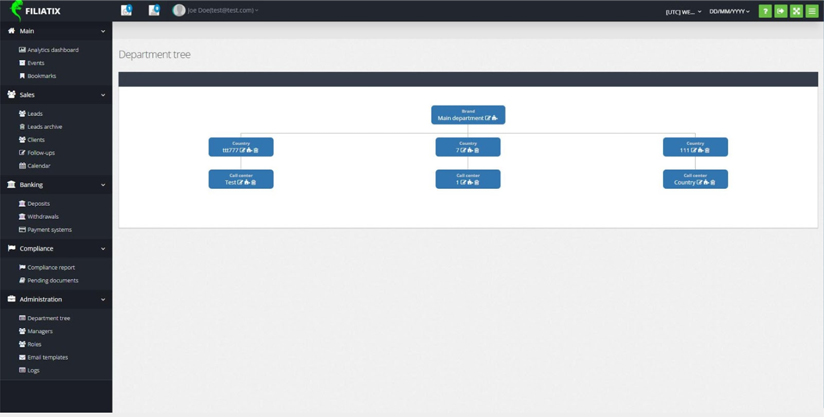 FILIATIX
Joe Doe(test@test.com)
[UTC] WE...
DD/MM/YYYY
Main
Analytics dashboard
Events
Bookmarks
Sales
Leads
Leads archive
Clients
Follow-ups
Calendar
Banking
Deposits
Withdrawals
Payment systems
Compliance
Compliance report
Pending documents
Administration
Department tree
Managers
Roles
Email templates
Logs
Department tree
Brand
Main department
Country
ttt777
Country
7
Country
111
Call center
Test
Call center
1
Call center
Country